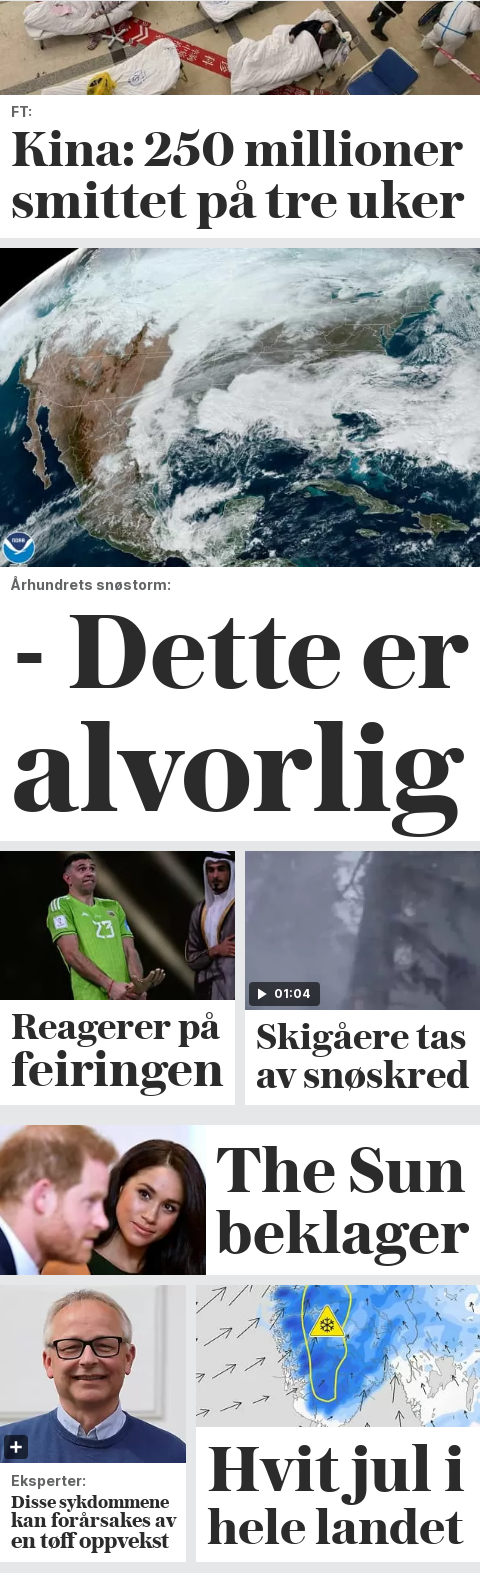 FT:
Kina: 250 millioner
smittet på tre uker
NOAA
Århundrets snøstorm:
- Dette er
alvorlig
23
01:04
Reagerer på
feiringen
Skigåere tas
av snøskred
The Sun
beklager
Eksperter:
Disse sykdommene
kan forårsakes av
en tøff oppvekst
Hvit jul i
hele landet